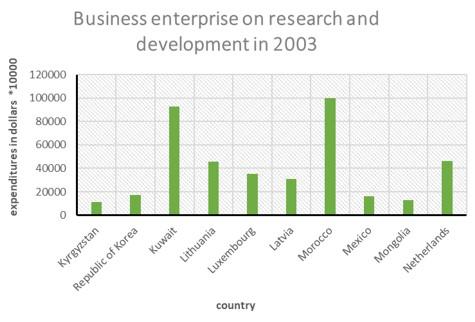 Business enterprise on research and
development in 2003
expenditures in dollars *10000
120000
100000
80000
60000
40000
20000
0
Kyrgyzstan
Republic of Korea
Kuwait
Lithuania
Luxembourg
Latvia
Morocco
Mexico
Mongolia
Netherlands
country